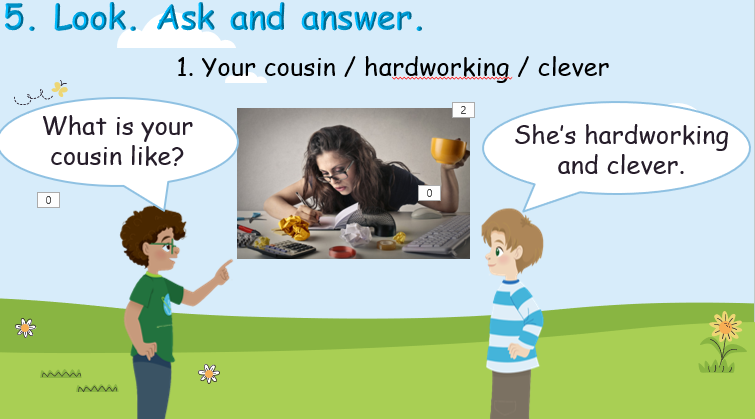 5. Look. Ask and answer.
1. Your cousin / hardworking / clever
What is your
cousin like?
2
She's hardworking
and clever.
0
0